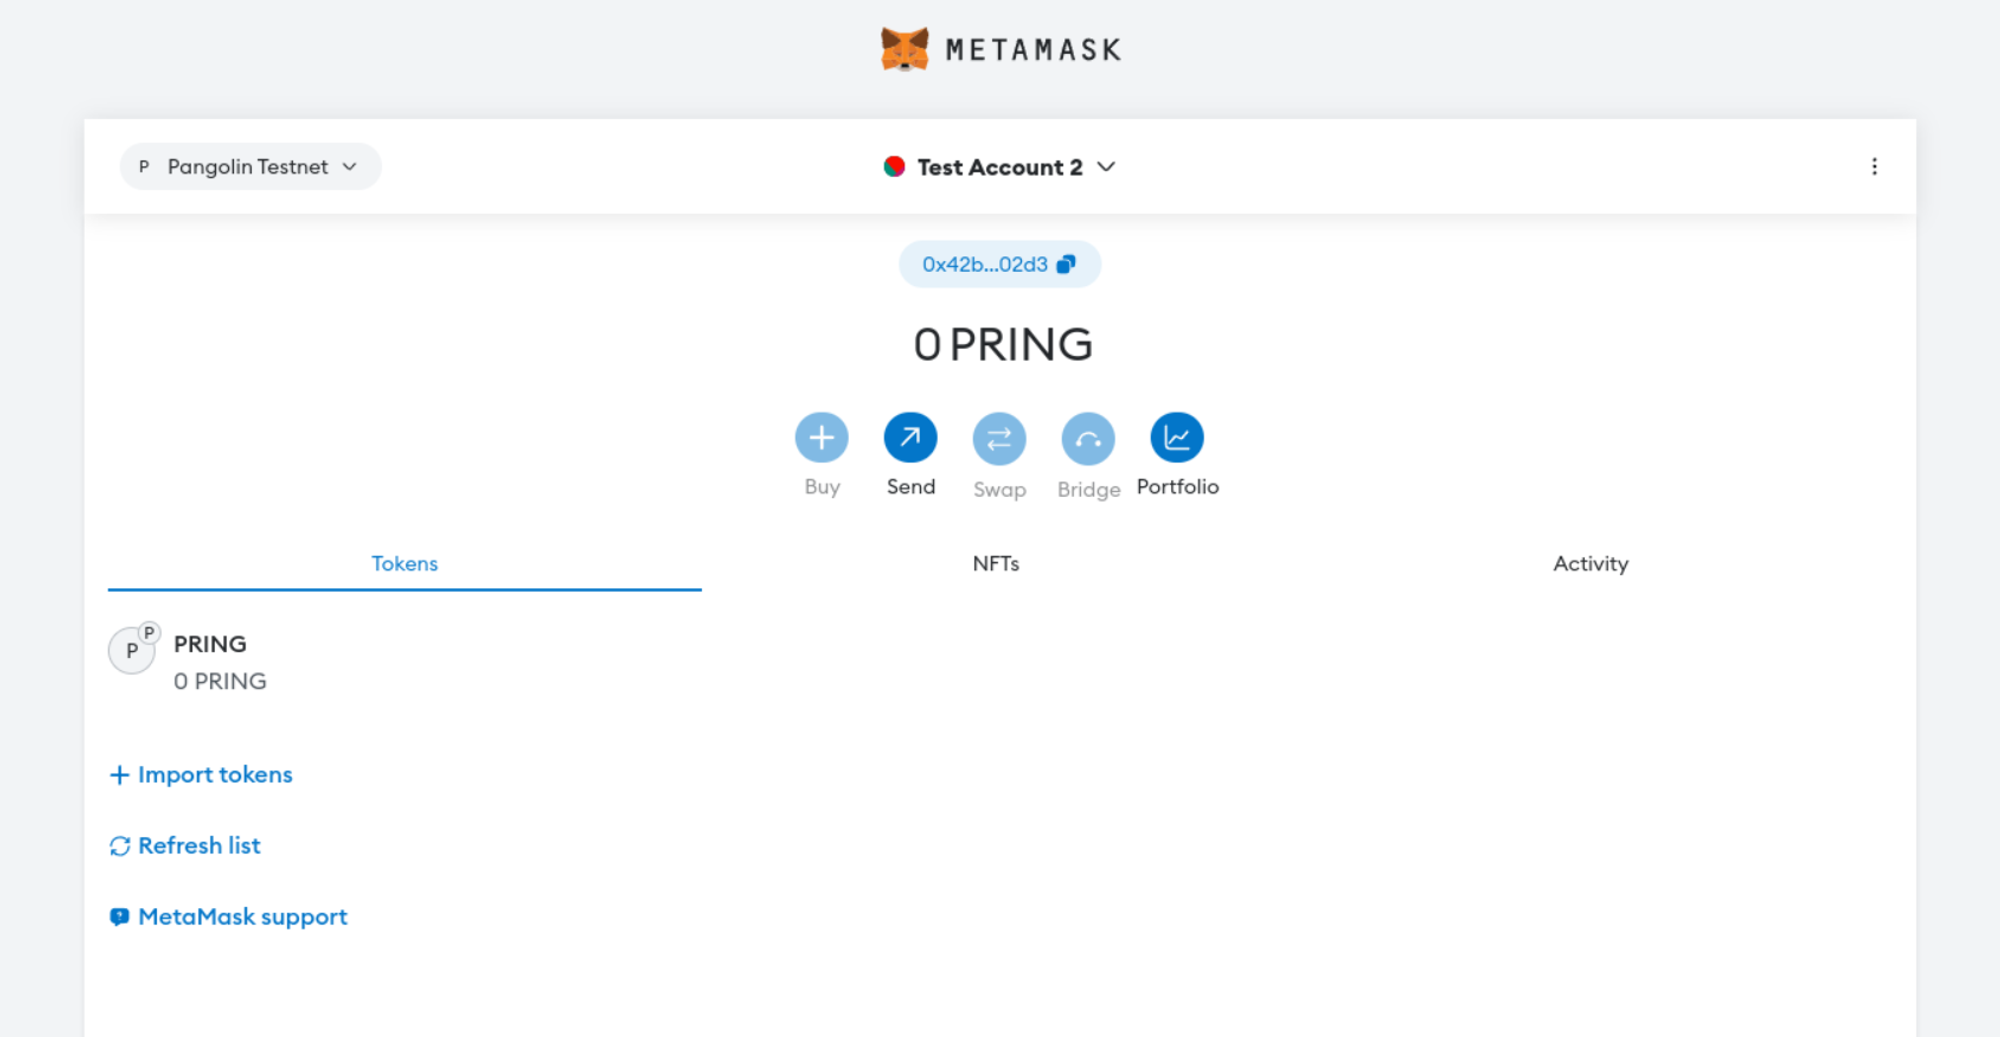 METAMASK
P Pangolin Testnet
Test Account 2
0x42b...02d3
0 PRING
Buy Send Swap Bridge Portfolio
Tokens NFTs Activity
P
P PRING
0 PRING
Import tokens
Refresh list
MetaMask support